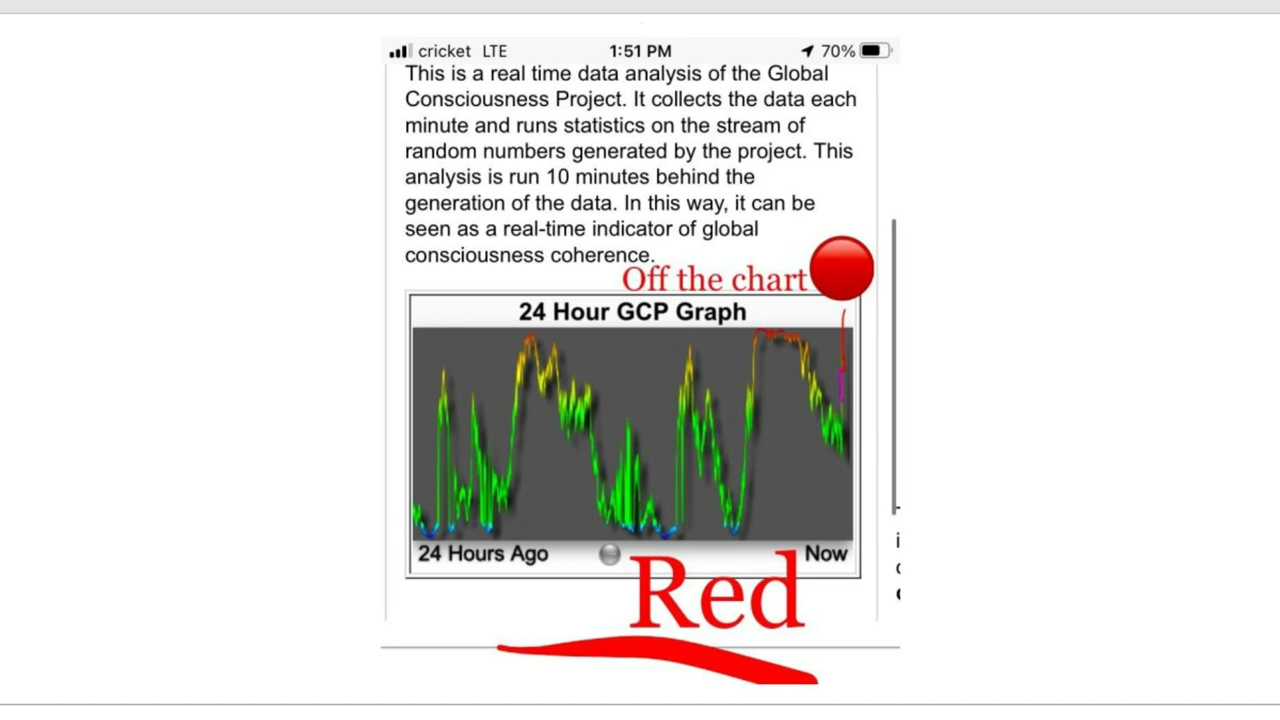 cricket LTE 1:51 PM 70%
This is a real time data analysis of the Global
Consciousness Project. It collects the data each
minute and runs statistics on the stream of
random numbers generated by the project. This
analysis is run 10 minutes behind the
generation of the data. In this way, it can be
seen as a real-time indicator of global
consciousness coherence.
Off the chart
24 Hour GCP Graph
24 Hours Ago Now
Red